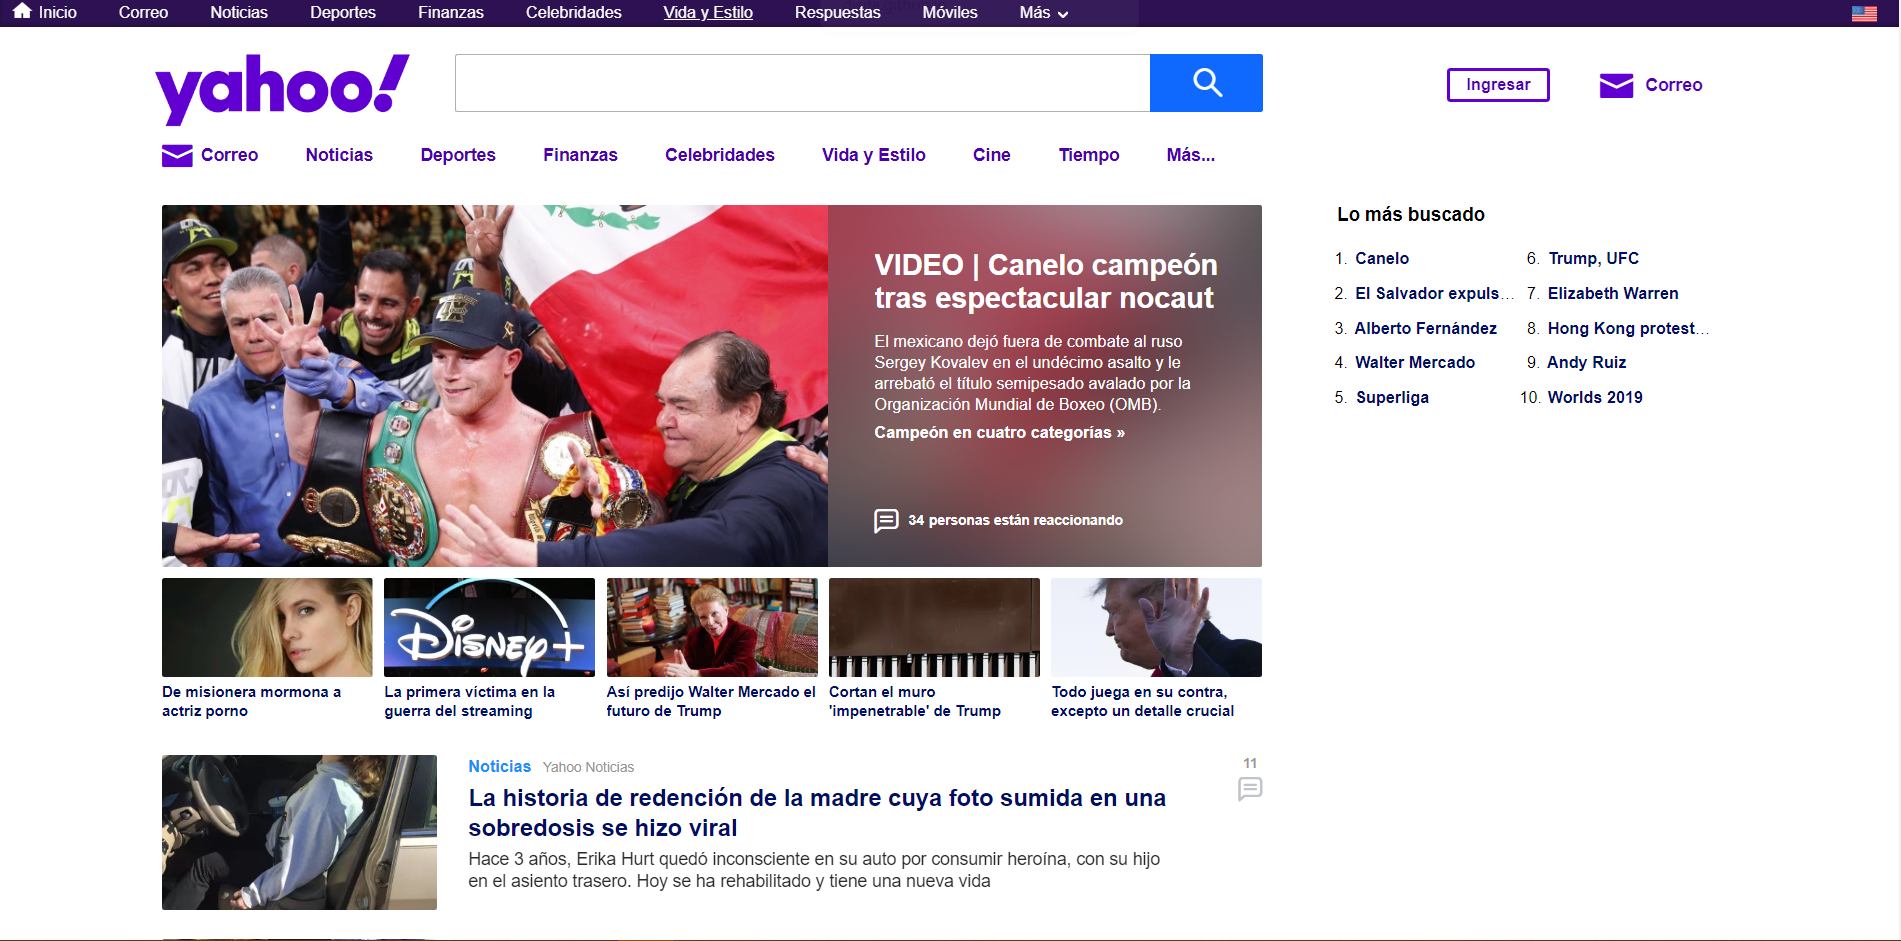 Inicio Correo Noticias Deportes Finanzas Celebridades Vida y Estilo Respuestas Móviles Más
yahoo!
Ingresar
Correo
Correo Noticias Deportes Finanzas Celebridades Vida y Estilo Cine Tiempo Más...
VIDEO | Canelo campeón
tras espectacular nocaut
El mexicano dejó fuera de combate al ruso
Sergey Kovalev en el undécimo asalto y le
arrebató el título semipesado avalado por la
Organización Mundial de Boxeo (OMB).
Campeón en cuatro categorías »
34 personas están reaccionando
Lo más buscado
1. Canelo
2. El Salvador expuls...
3. Alberto Fernández
4. Walter Mercado
5. Superliga
6. Trump, UFC
7. Elizabeth Warren
8. Hong Kong protest...
9. Andy Ruiz
10. Worlds 2019
Disney+
De misionera mormona a
actriz porno
La primera víctima en la
guerra del streaming
Así predijo Walter Mercado el
futuro de Trump
Cortan el muro
'impenetrable' de Trump
Todo juega en su contra,
excepto un detalle crucial
Noticias Yahoo Noticias
11
La historia de redención de la madre cuya foto sumida en una
sobredosis se hizo viral
Hace 3 años, Erika Hurt quedó inconsciente en su auto por consumir heroína, con su hijo
en el asiento trasero. Hoy se ha rehabilitado y tiene una nueva vida